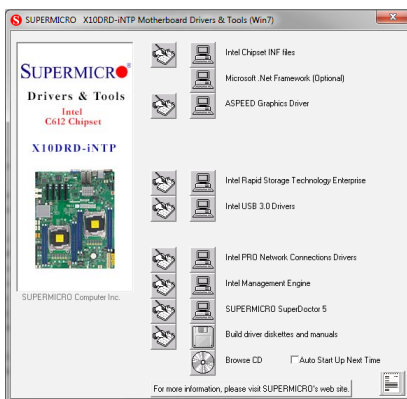 SUPERMICRO X10DRD-iNTP Motherboard Drivers & Tools (Win7)
SUPERMICRO
Drivers & Tools
Intel
C612 Chipset
X10DRD-iNTP
SUPERMICRO Computer Inc.
Intel Chipset INF files
Microsoft .Net Framework (Optional)
ASPEED Graphics Driver
Intel Rapid Storage Technology Enterprise
Intel USB 3.0 Drivers
Intel PRO Network Connections Drivers
Intel Management Engine
SUPERMICRO SuperDoctor 5
Build driver diskettes and manuals
Browse CD Auto Start Up Next Time
For more information, please visit SUPERMICRO's web site.